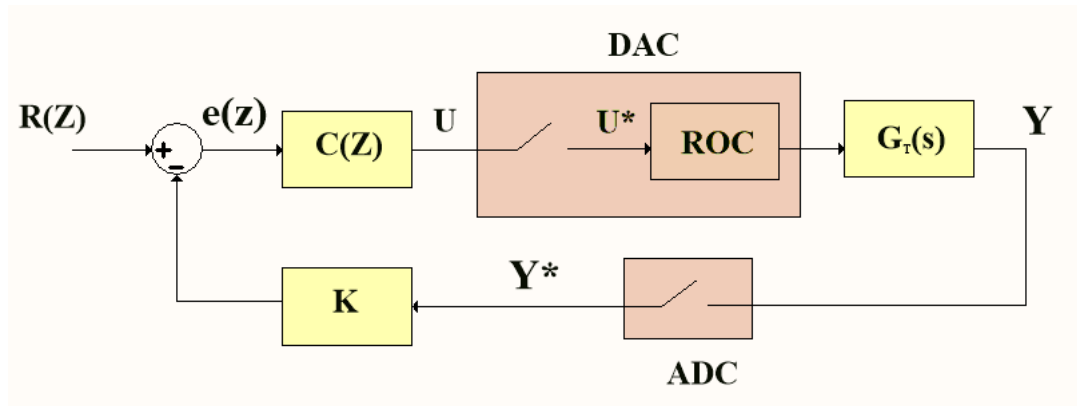 DAC
R(Z)
e(z)
C(Z)
U
U*
ROC
G_T(s)
Y
+
−
K
Y*
ADC